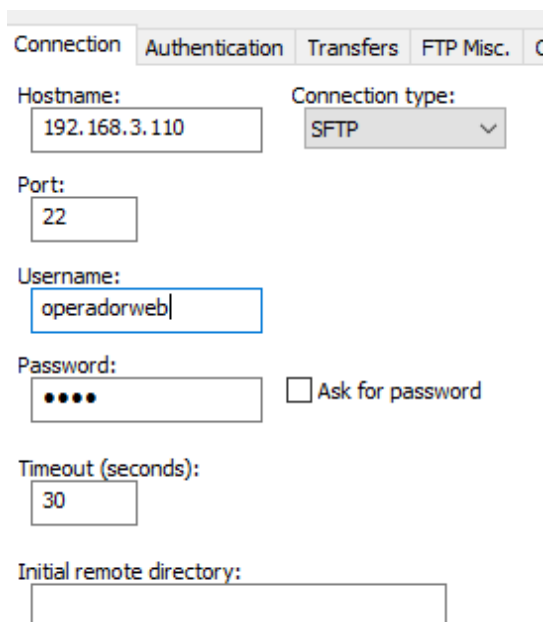 Connection Authentication Transfers FTP Misc.
Hostname: Connection type:
192.168.3.110 SFTP
Port:
22
Username:
operadorweb
Password:
●●●● Ask for password
Timeout (seconds):
30
Initial remote directory: